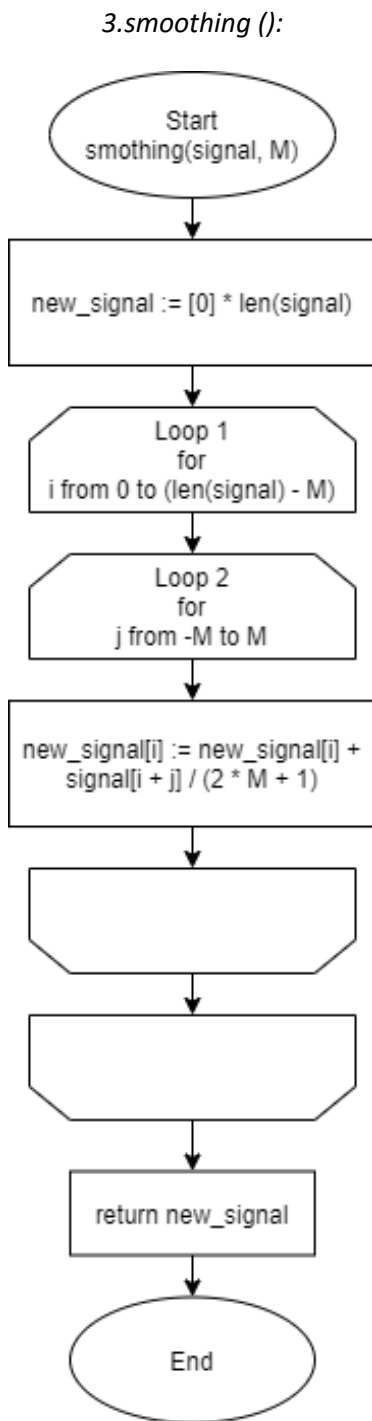 3.smoothing ():
Start
smothing(signal, M)
new_signal := [0] * len(signal)
Loop 1
for
i from 0 to (len(signal) - M)
Loop 2
for
j from -M to M
new_signal[i] := new_signal[i] +
signal[i + j] / (2 * M + 1)
return new_signal
End